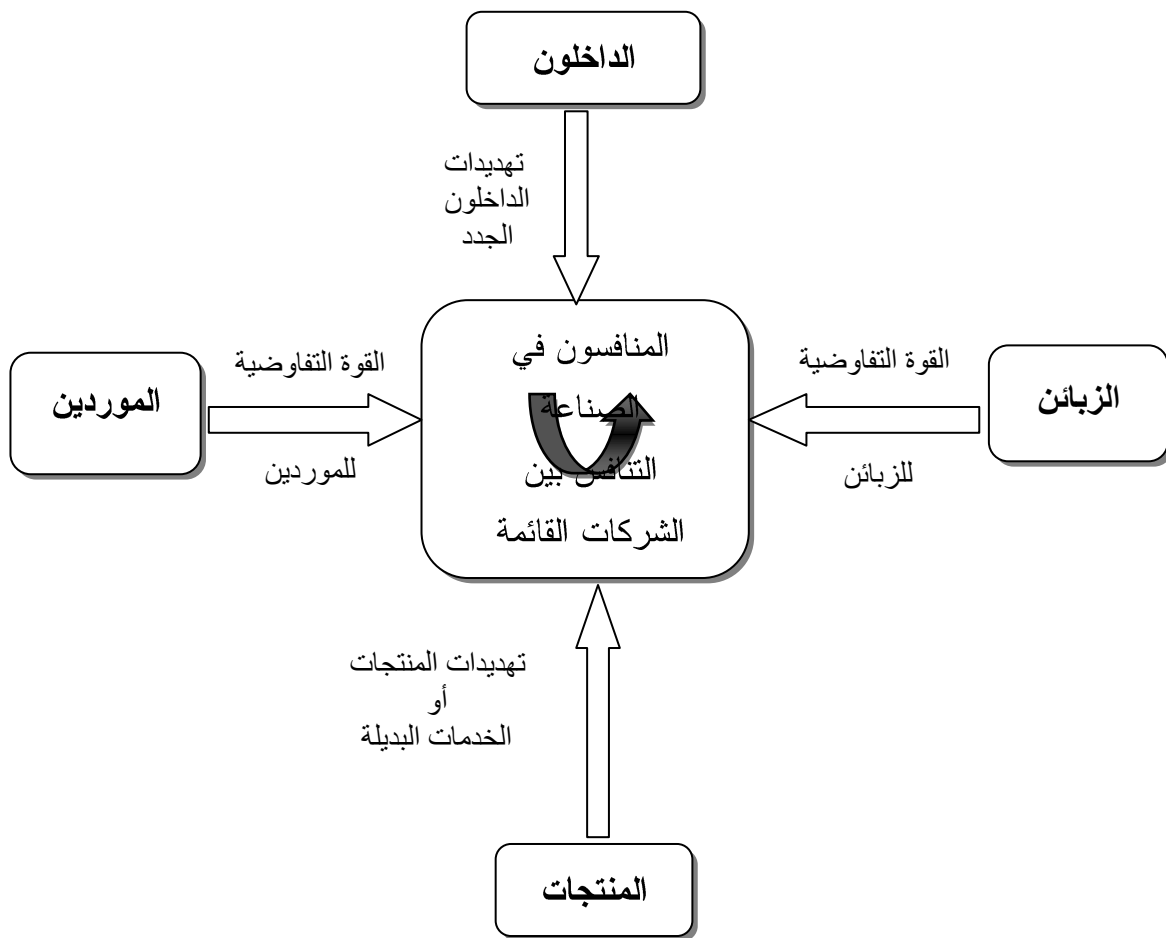 الداخلون
تهديدات
الداخلون
الجدد
المنافسون في
الصناعة
التنافس بين
الشركات القائمة
الزبائن
القوة التفاوضية
للزبائن
الموردين
القوة التفاوضية
للموردين
تهديدات المنتجات
أو
الخدمات البديلة
المنتجات